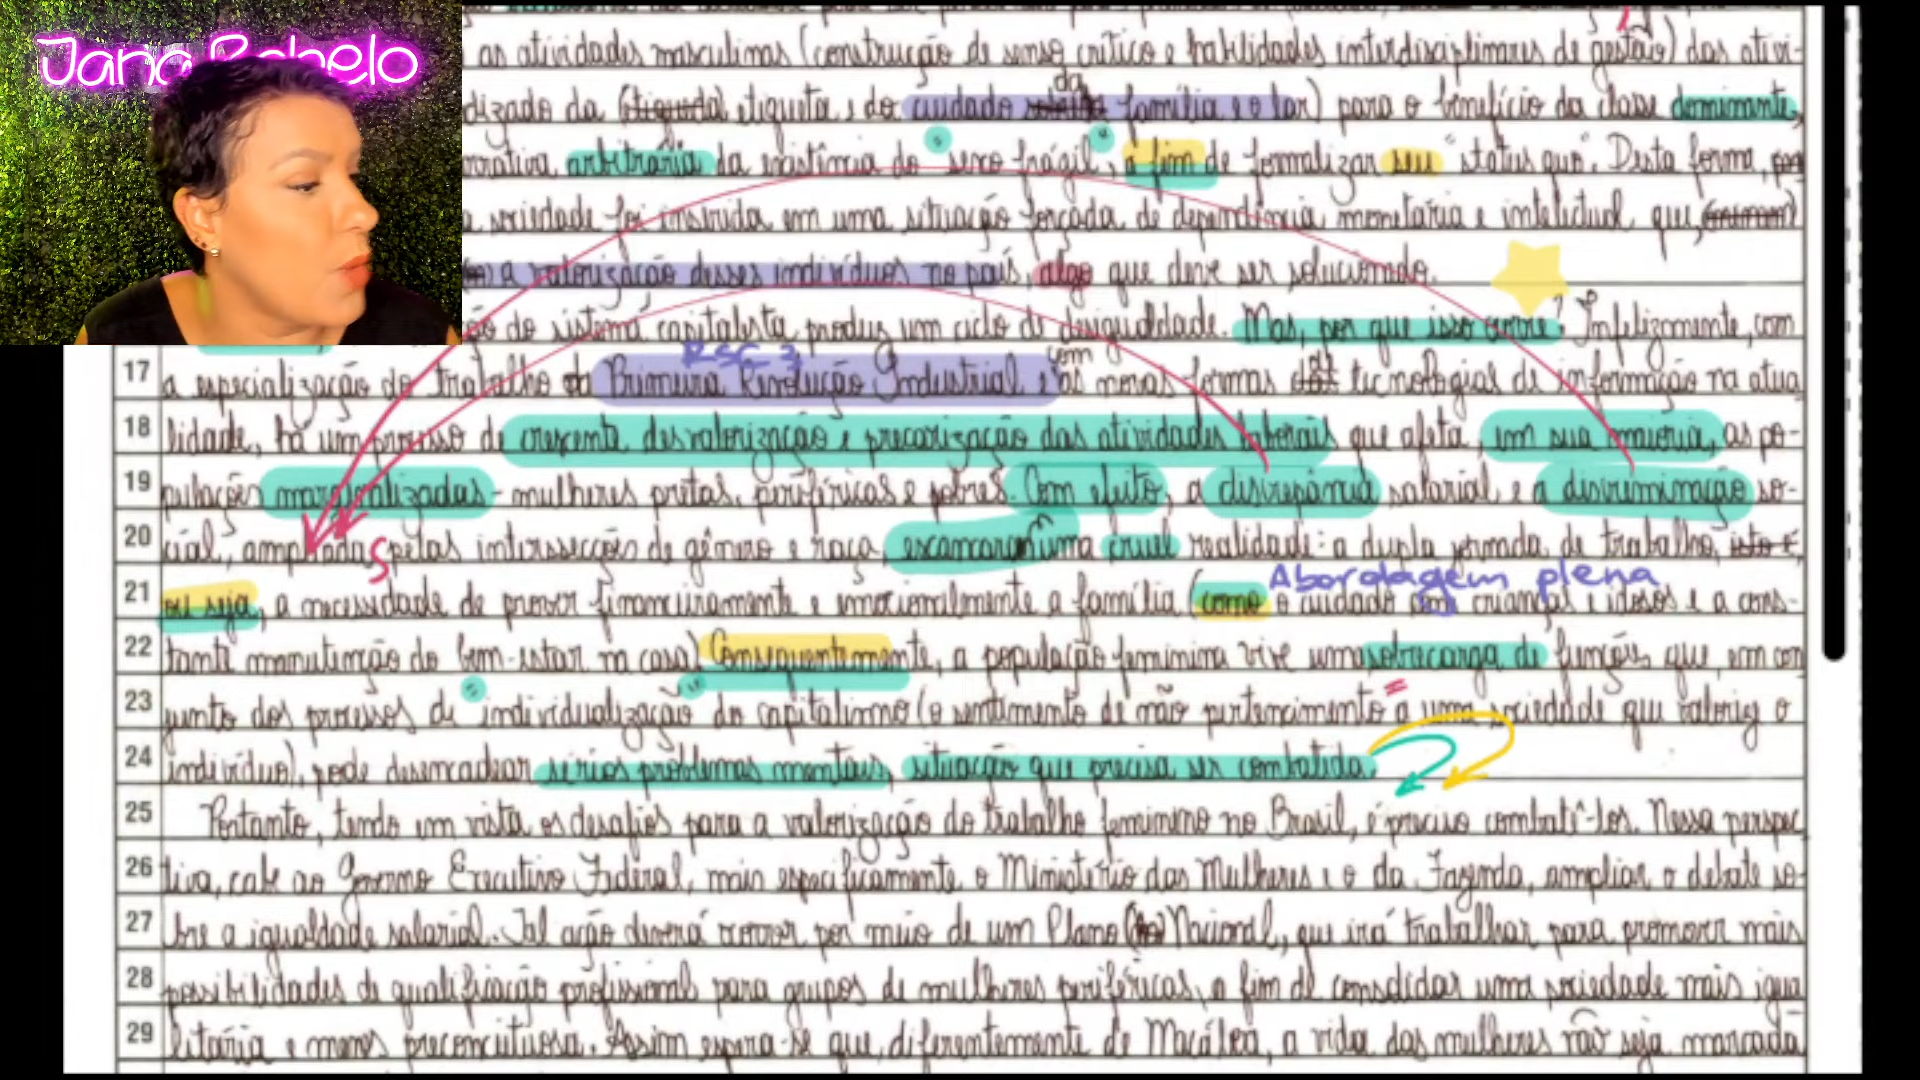 Jana Rabelo
as atividades masculinas (construção de senso crítico e habilidades interdisciplinares de gestão) das ativi-
da
dizado da etiqueta e do cuidado família e o lar) para o benefício da classe dominante,
arbitrária da existência do "sexo frágil", a fim de formalizar seu "status quo". Desta forma,
a sociedade foi inserida em uma situação forçada de dependência monetária e intelectual que,
a valorização desses indivíduos no país, algo que deve ser solucionado.
do sistema capitalista produz um ciclo de desigualdade. Mas, por que isso ocorre? Infelizmente, com
RSC 3
com
17 a especialização do trabalho da Primeira Revolução Industrial e as novas formas tecnologias de informação na atua
18 lidade, há um processo de crescente desvalorização e precarização das atividades laborais que afeta, em sua maioria, as po-
19 pulações marginalizadas - mulheres pretas, periféricas e pobres. Com efeito, a discrepância salarial e a discriminação so-
20 cial, ampliadas pelas intersecções de gênero e raça, escancaram uma cruel realidade: a dupla jornada de trabalho, isto é,
Abordagem plena
21 ou seja, a necessidade de prover financeiramente e emocionalmente a família (como o cuidado com crianças e idosos e a cons-
22 tante manutenção do bem-estar na casa). Consequentemente, a população feminina vive uma sobrecarga de funções que, em con
23 junto dos processos de "individualização" do capitalismo (o sentimento de não pertencimento a uma sociedade que valoriza o
24 indivíduo), pode desencadear sérios problemas mentais, situação que precisa ser combatida.
25 Portanto, tendo em vista os desafios para a valorização do trabalho feminino no Brasil, é preciso combatê-los. Nessa perspec
26 tiva, cabe ao Governo Executivo Federal, mais especificamente o Ministério das Mulheres e o da Fazenda, ampliar o debate so-
27 bre a igualdade salarial. Tal ação deverá ocorrer por meio de um Plano Nacional, que irá trabalhar para promover mais
28 possibilidades de qualificação profissional para grupos de mulheres periféricas, a fim de consolidar uma sociedade mais igua
29 litária e menos preconceituosa. Assim espera-se que, diferentemente de Macabéa, a vida das mulheres não seja marcada